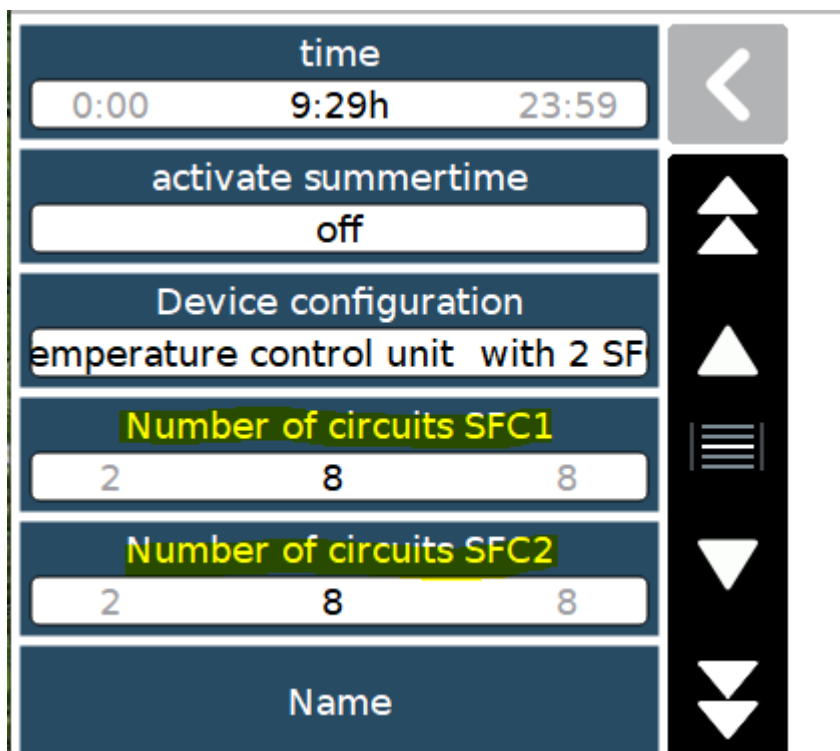 time
0:00 9:29h 23:59
activate summertime
off
Device configuration
emperature control unit with 2 SF
Number of circuits SFC1
2 8 8
Number of circuits SFC2
2 8 8
Name